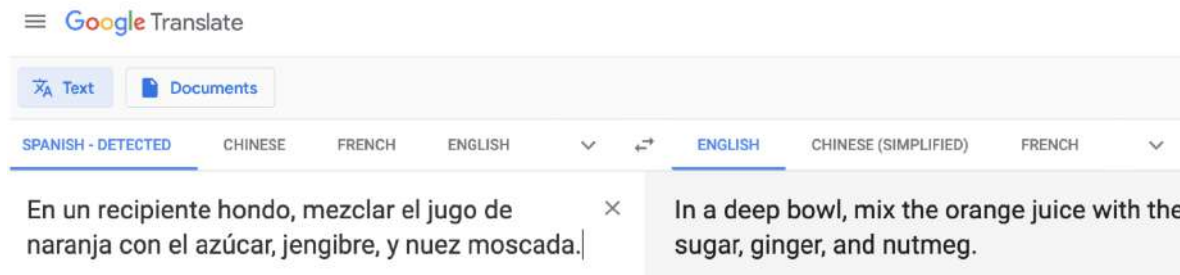 Google Translate
Text Documents
SPANISH - DETECTED CHINESE FRENCH ENGLISH ENGLISH CHINESE (SIMPLIFIED) FRENCH
En un recipiente hondo, mezclar el jugo de
naranja con el azúcar, jengibre, y nuez moscada.
In a deep bowl, mix the orange juice with the
sugar, ginger, and nutmeg.